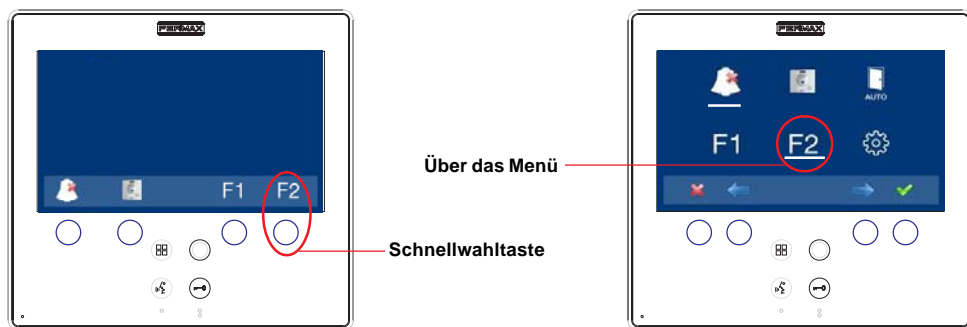 FERMAX
F1 F2
Über das Menü
Schnellwahltaste
FERMAX
AUTO
F1 F2